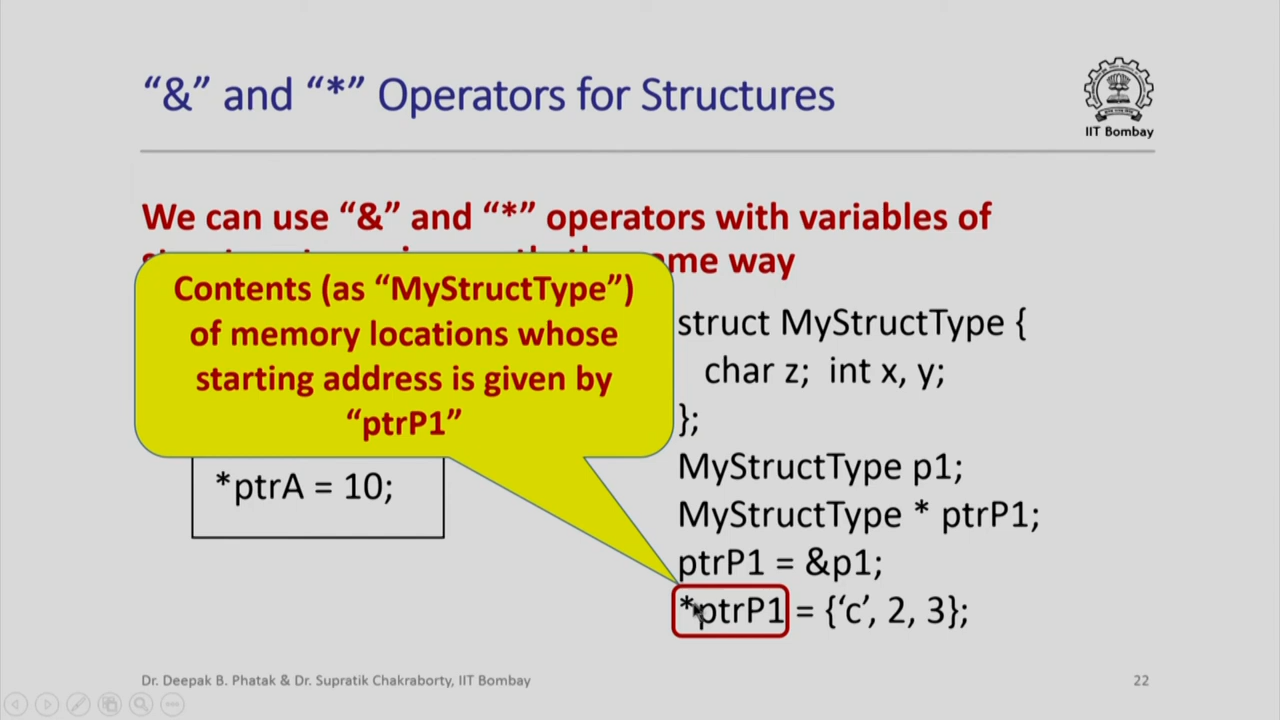 “&” and “*” Operators for Structures
IIT Bombay
We can use “&” and “*” operators with variables of
same way
Contents (as “MyStructType”)
of memory locations whose
starting address is given by
“ptrP1”
*ptrA = 10;
struct MyStructType {
char z; int x, y;
};
MyStructType p1;
MyStructType * ptrP1;
ptrP1 = &p1;
*ptrP1 = {‘c’, 2, 3};
Dr. Deepak B. Phatak & Dr. Supratik Chakraborty, IIT Bombay
22